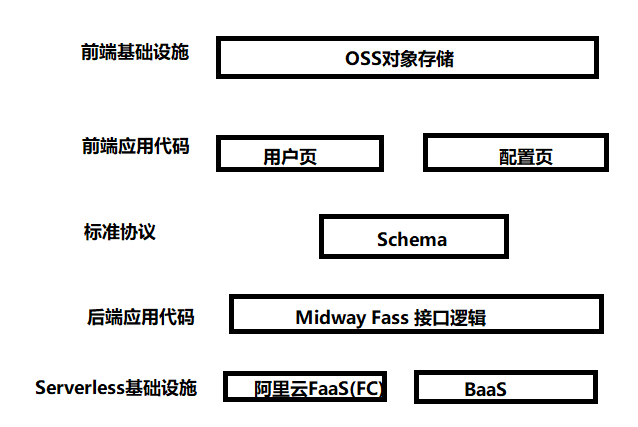 前端基础设施
OSS对象存储
前端应用代码
用户页
配置页
标准协议
Schema
后端应用代码
Midway Fass 接口逻辑
Serverless基础设施
阿里云FaaS(FC)
BaaS